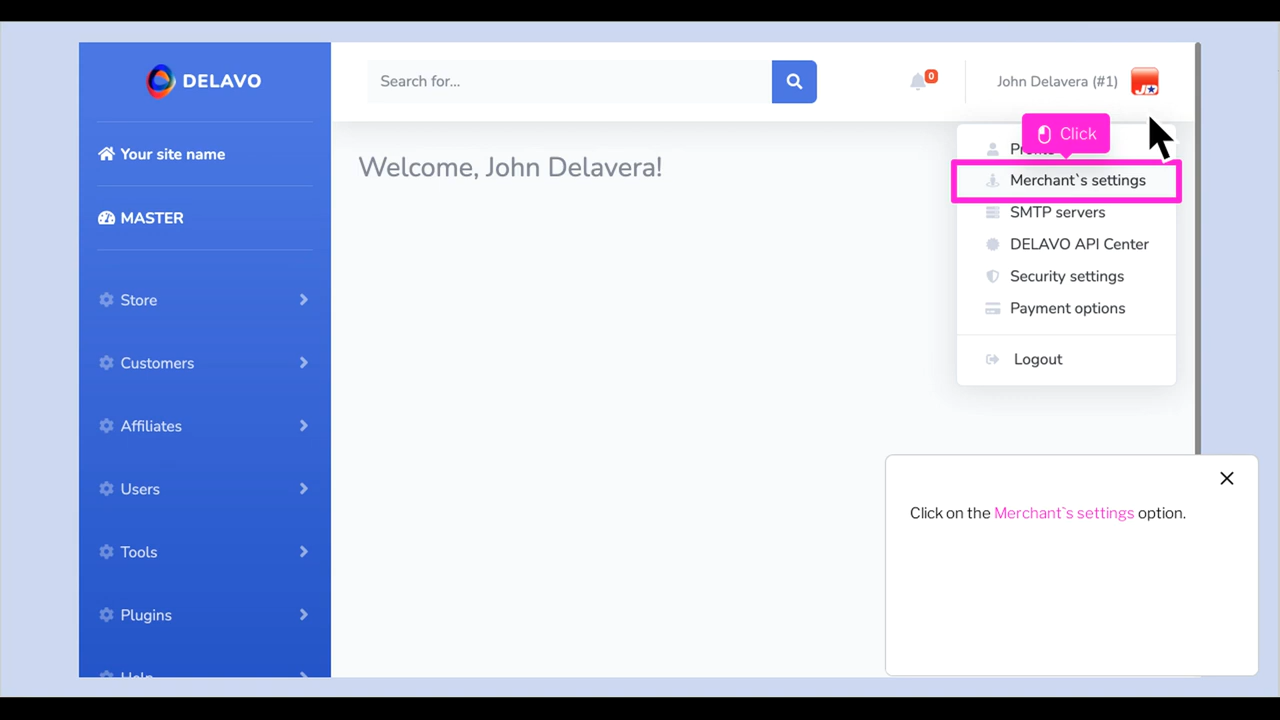 DELAVO
Search for...
0
John Delavera (#1)
Your site name
MASTER
Store
Customers
Affiliates
Users
Tools
Plugins
Help
Welcome, John Delavera!
Click
Merchant`s settings
SMTP servers
DELAVO API Center
Security settings
Payment options
Logout
Click on the Merchant`s settings option.